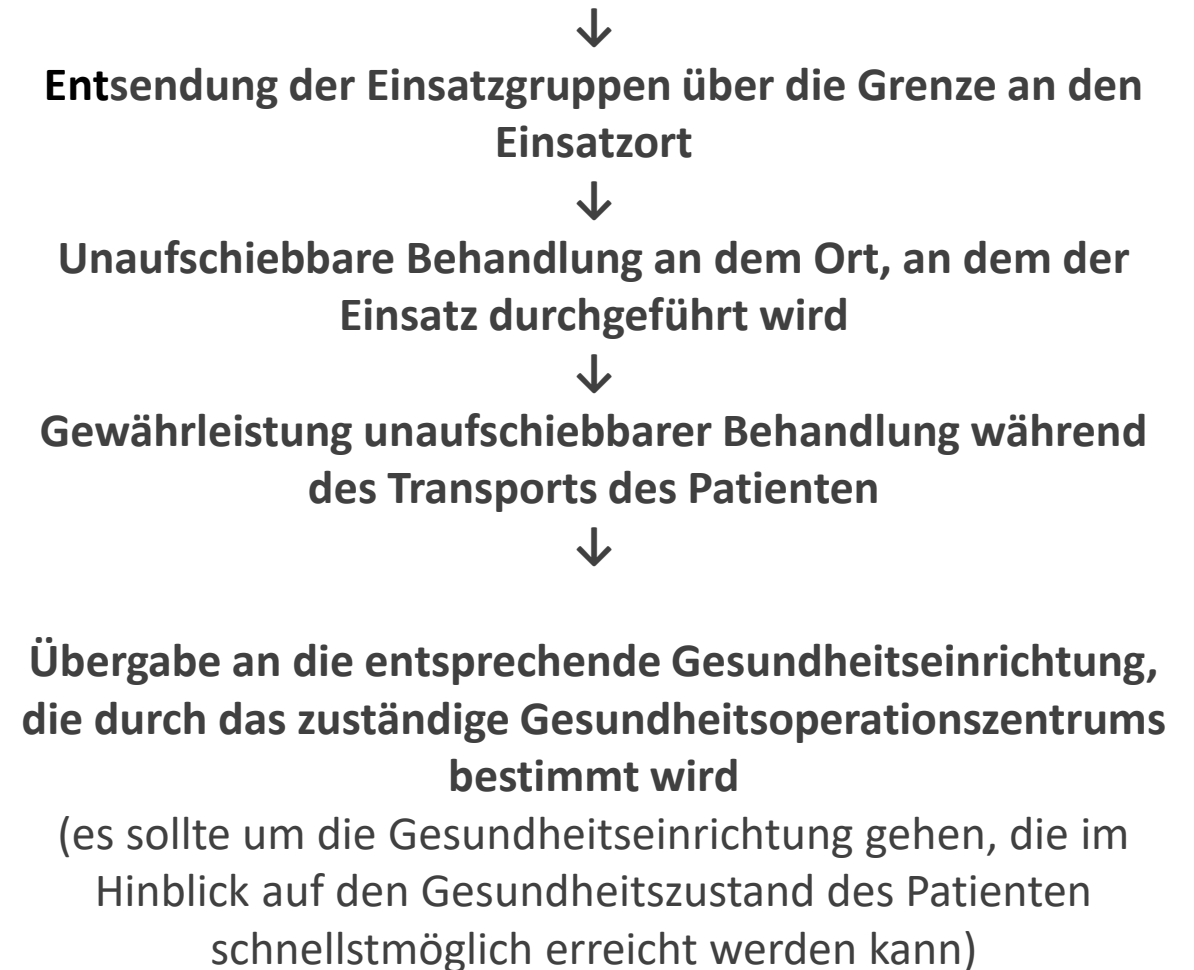 ↓
Entsendung der Einsatzgruppen über die Grenze an den
Einsatzort
↓
Unaufschiebbare Behandlung an dem Ort, an dem der
Einsatz durchgeführt wird
↓
Gewährleistung unaufschiebbarer Behandlung während
des Transports des Patienten
↓
Übergabe an die entsprechende Gesundheitseinrichtung,
die durch das zuständige Gesundheitsoperationszentrums
bestimmt wird
(es sollte um die Gesundheitseinrichtung gehen, die im
Hinblick auf den Gesundheitszustand des Patienten
schnellstmöglich erreicht werden kann)